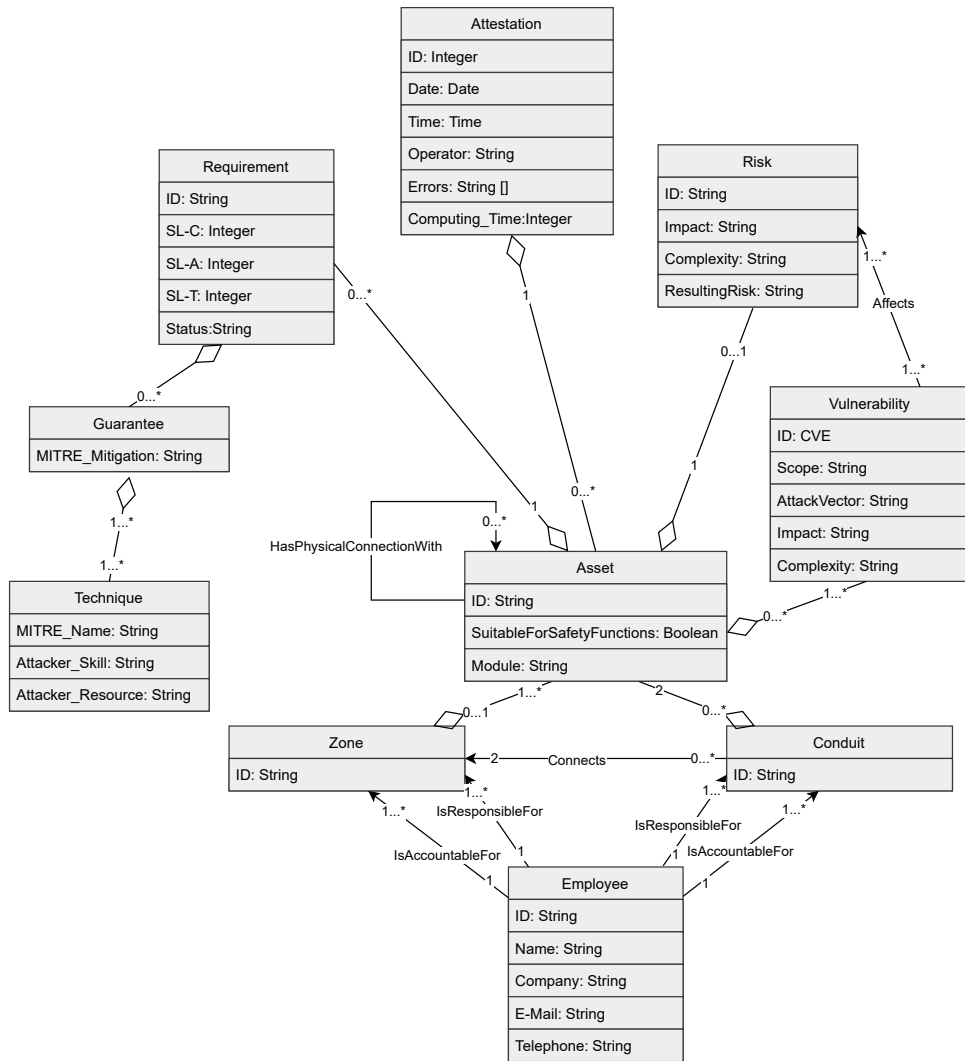 Attestation
ID: Integer
Date: Date
Time: Time
Operator: String
Errors: String []
Computing_Time:Integer
Requirement
ID: String
SL-C: Integer
SL-A: Integer
SL-T: Integer
Status:String
Risk
ID: String
Impact: String
Complexity: String
ResultingRisk: String
1...*
Affects
1...*
0...*
1
0...1
0...*
Guarantee
MITRE_Mitigation: String
Vulnerability
ID: CVE
Scope: String
AttackVector: String
Impact: String
Complexity: String
1
1...*
1...*
0...*
1
0...*
HasPhysicalConnectionWith
Technique
MITRE_Name: String
Attacker_Skill: String
Attacker_Resource: String
Asset
ID: String
SuitableForSafetyFunctions: Boolean
Module: String
1...*
0...*
1...*
0...1
2
0...*
Zone
ID: String
2
Connects
0...*
Conduit
ID: String
1...*
1...*
IsResponsibleFor
IsAccountableFor
1
1
1...*
1...*
IsResponsibleFor
IsAccountableFor
1
1
Employee
ID: String
Name: String
Company: String
E-Mail: String
Telephone: String